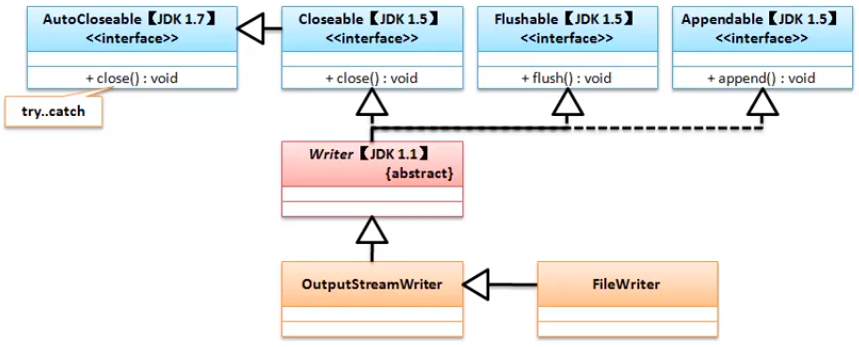 AutoCloseable【JDK 1.7】
<<interface>>
+ close() : void
try..catch
Closeable【JDK 1.5】
<<interface>>
+ close() : void
Flushable【JDK 1.5】
<<interface>>
+ flush() : void
Appendable【JDK 1.5】
<<interface>>
+ append() : void
Writer【JDK 1.1】
{abstract}
OutputStreamWriter
FileWriter